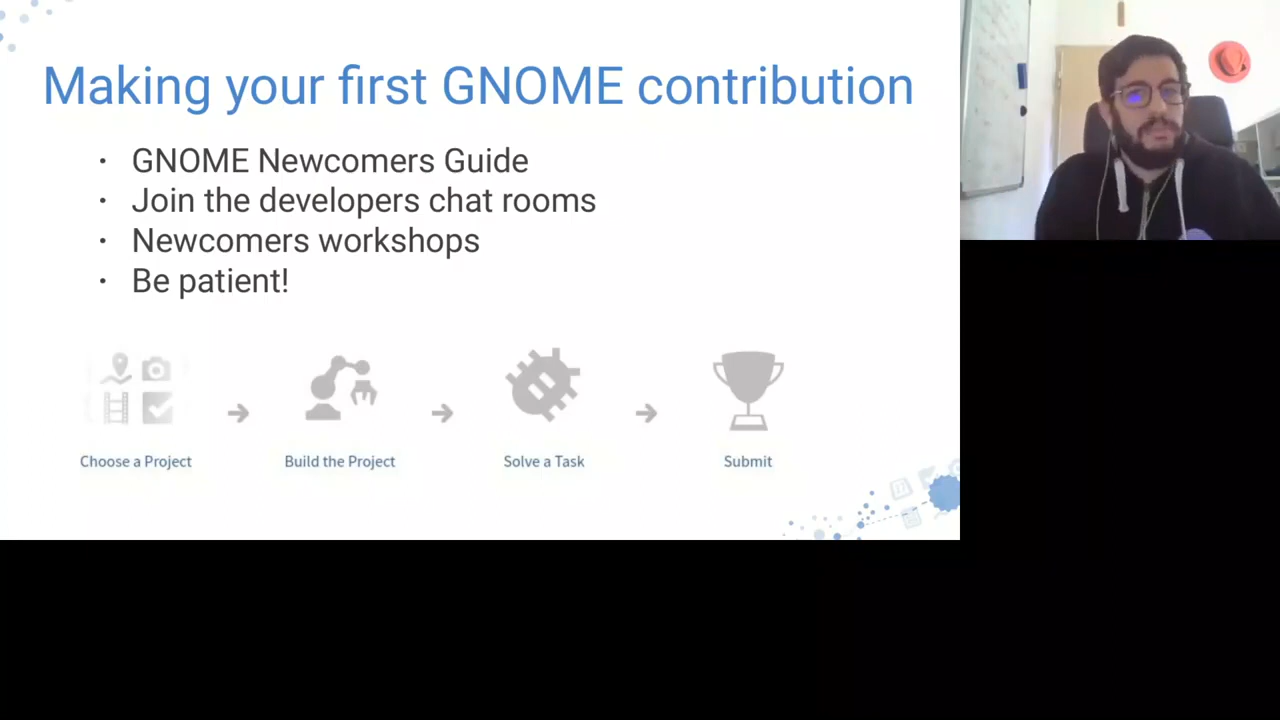 Making your first GNOME contribution
· GNOME Newcomers Guide
· Join the developers chat rooms
· Newcomers workshops
· Be patient!
Choose a Project
Build the Project
Solve a Task
Submit